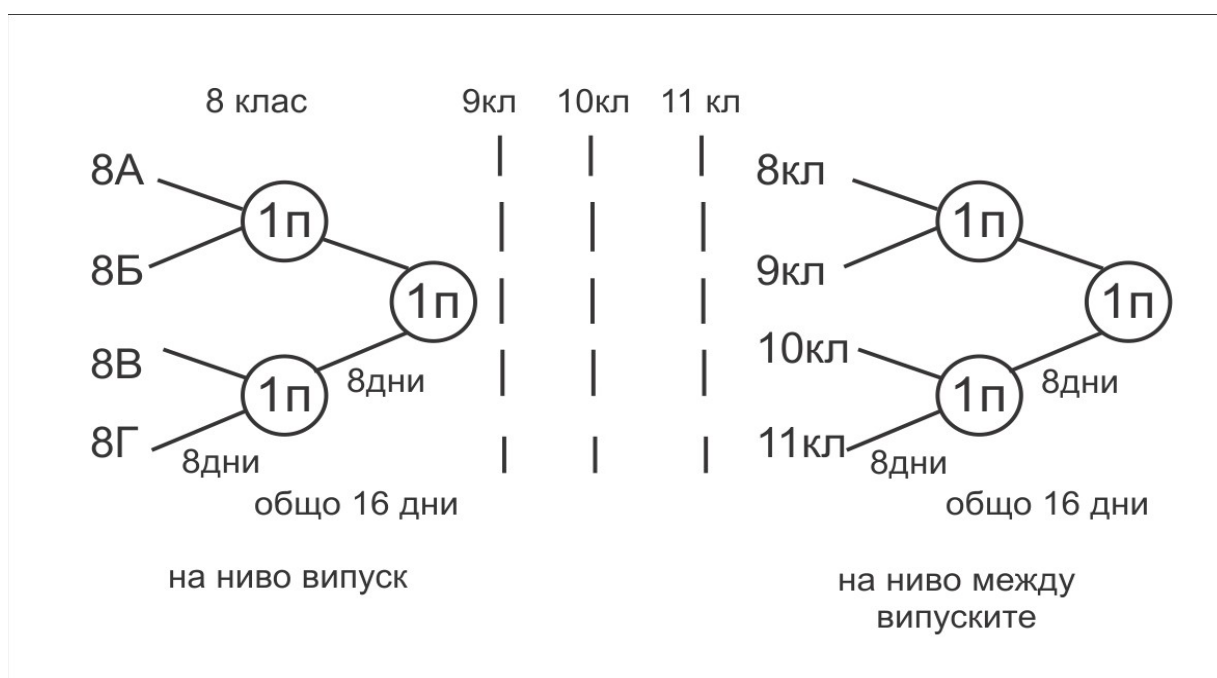 8 клас
9кл
10кл
11 кл
8А
8Б
8В
8Г
1п
1п
1п
8дни
8дни
общо 16 дни
на ниво випуск
8кл
9кл
10кл
11кл
1п
1п
1п
8дни
8дни
общо 16 дни
на ниво между
випуските